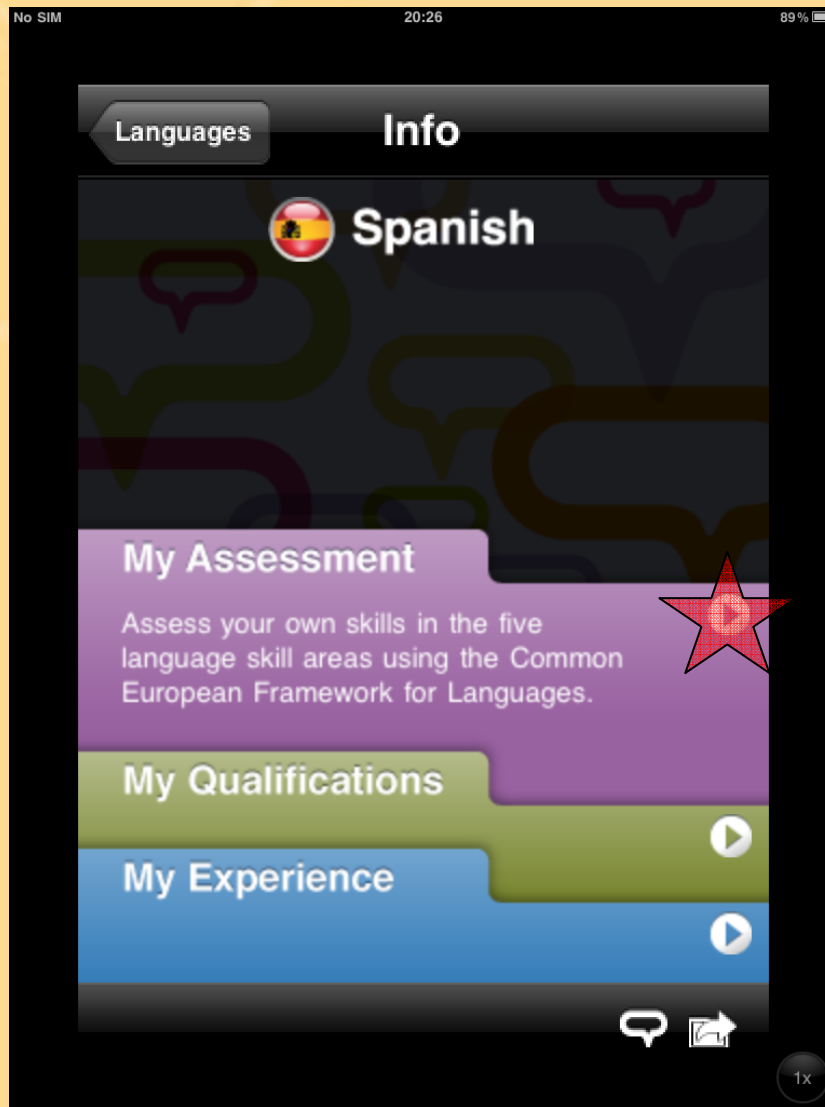 No SIM 20:26 89%
Languages Info
Spanish
My Assessment
Assess your own skills in the five
language skill areas using the Common
European Framework for Languages.
My Qualifications
My Experience
1x